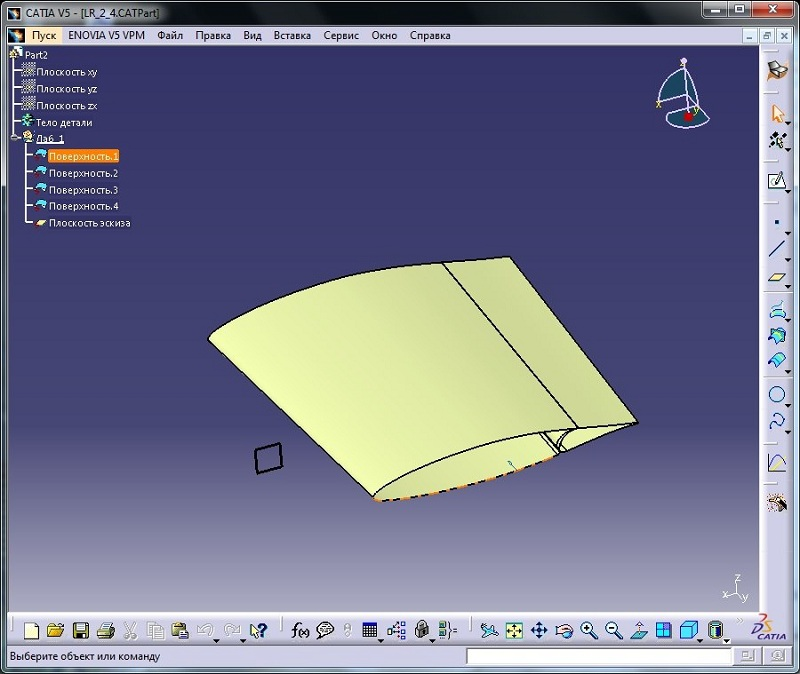 CATIA V5 - [LR_2_4.CATPart]
Пуск ENOVIA V5 VPM Файл Правка Вид Вставка Сервис Окно Справка
Part2
Плоскость xy
Плоскость yz
Плоскость zx
Тело детали
Лаб_1
Поверхность.1
Поверхность.2
Поверхность.3
Поверхность.4
Плоскость эскиза
x
y
z
x
y
f(x)
CATIA
Выберите объект или команду